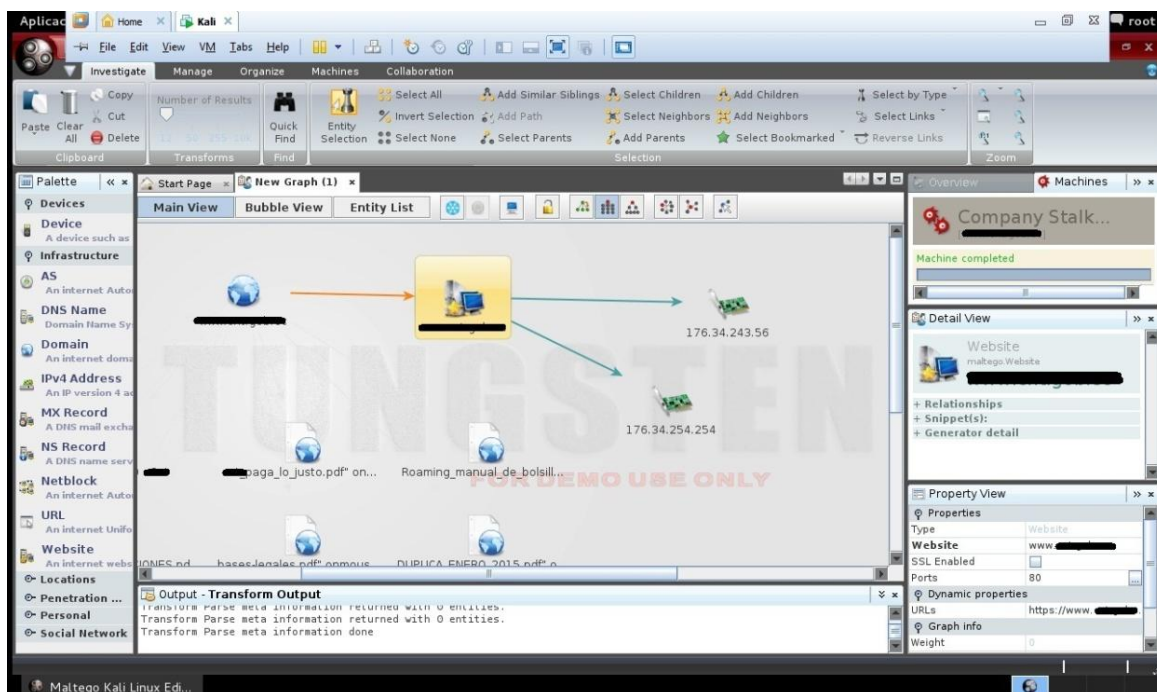 Aplicac
Home
Kali
root
File Edit View VM Tabs Help
Investigate Manage Organize Machines Collaboration
Copy
Cut
Delete
Paste
Clear All
Clipboard
Number of Results
Transforms
Quick Find
Find
Entity Selection
Select All
Invert Selection
Select None
Add Similar Siblings
Add Path
Select Parents
Select Children
Select Neighbors
Add Parents
Add Children
Add Neighbors
Select Bookmarked
Select by Type
Select Links
Reverse Links
Selection
Zoom
Palette
Start Page
New Graph (1)
Overview
Machines
Main View Bubble View Entity List
Devices
Device
A device such as
Infrastructure
AS
An internet Auto
DNS Name
Domain Name Sy
Domain
An internet doma
IPv4 Address
An IP version 4 ad
MX Record
A DNS mail excha
NS Record
A DNS name serv
Netblock
An internet Auto
URL
An internet Unifo
Website
An internet webs
Locations
Penetration ...
Personal
Social Network
176.34.243.56
176.34.254.254
TUNGSTEN
FOR DEMO USE ONLY
paga_lo_justo.pdf" on...
Roaming_manual_de_bolsill...
bases-legales.pdf" onmous
DUPLICA_ENERO_2015.pdf" o
Output - Transform Output
Transform Parse meta information returned with 0 entities.
Transform Parse meta information returned with 0 entities.
Transform Parse meta information done
Company Stalk...
Machine completed
Detail View
Website
maltego.Website
+ Relationships
+ Snippet(s):
+ Generator detail
Property View
Properties
Type Website
Website www.
SSL Enabled
Ports 80
Dynamic properties
URLs https://www.
Graph info
Weight 0
Maltego Kali Linux Edi...